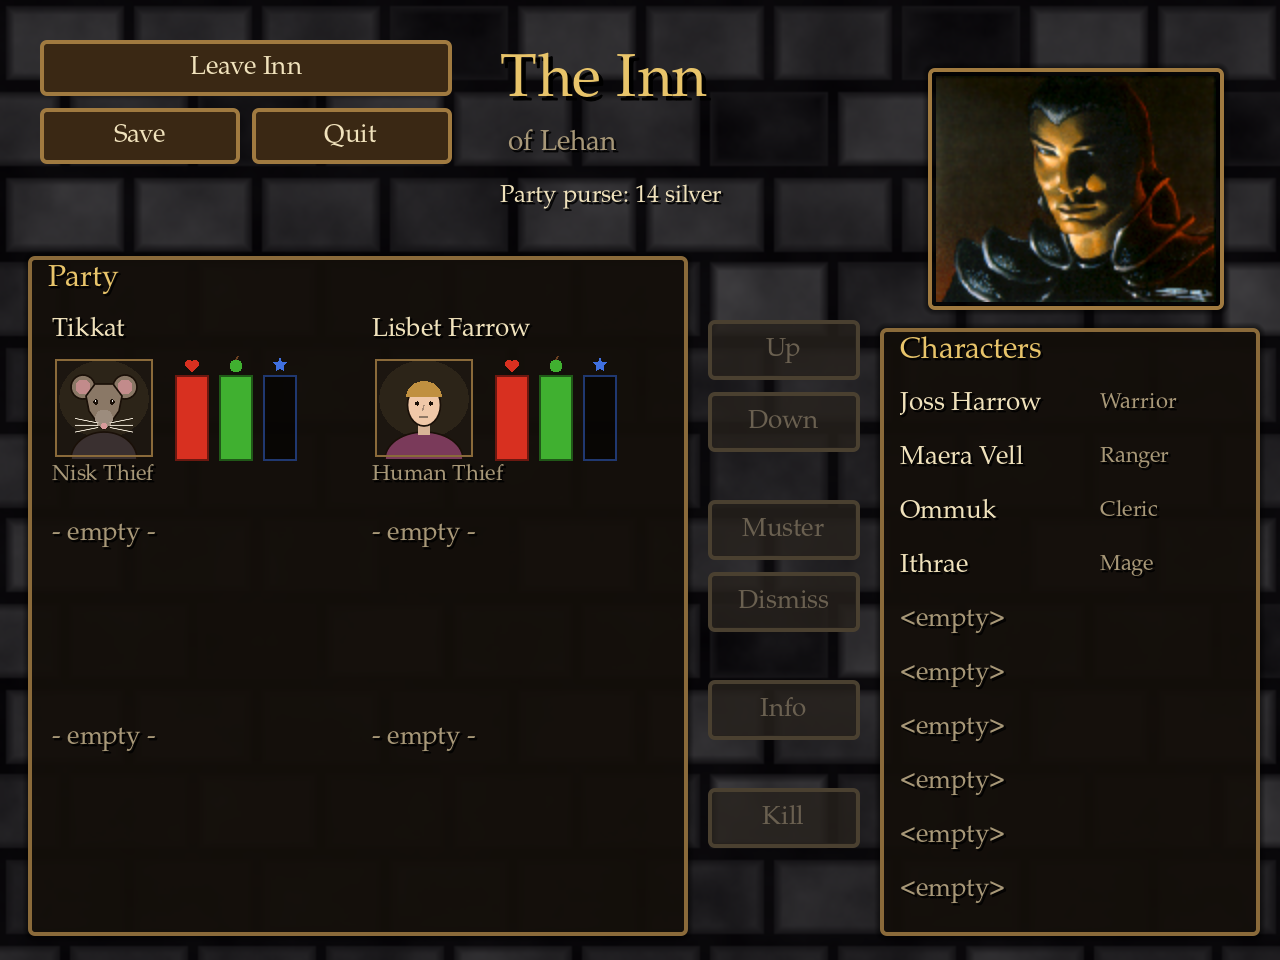 Leave Inn
Save
Quit
The Inn
of Lehan
Party purse: 14 silver
Party
Tikkat
Lisbet Farrow
Nisk Thief
Human Thief
- empty -
- empty -
- empty -
- empty -
Up
Down
Muster
Dismiss
Info
Kill
Characters
Joss Harrow Warrior
Maera Vell Ranger
Ommuk Cleric
Ithrae Mage
<empty>
<empty>
<empty>
<empty>
<empty>
<empty>